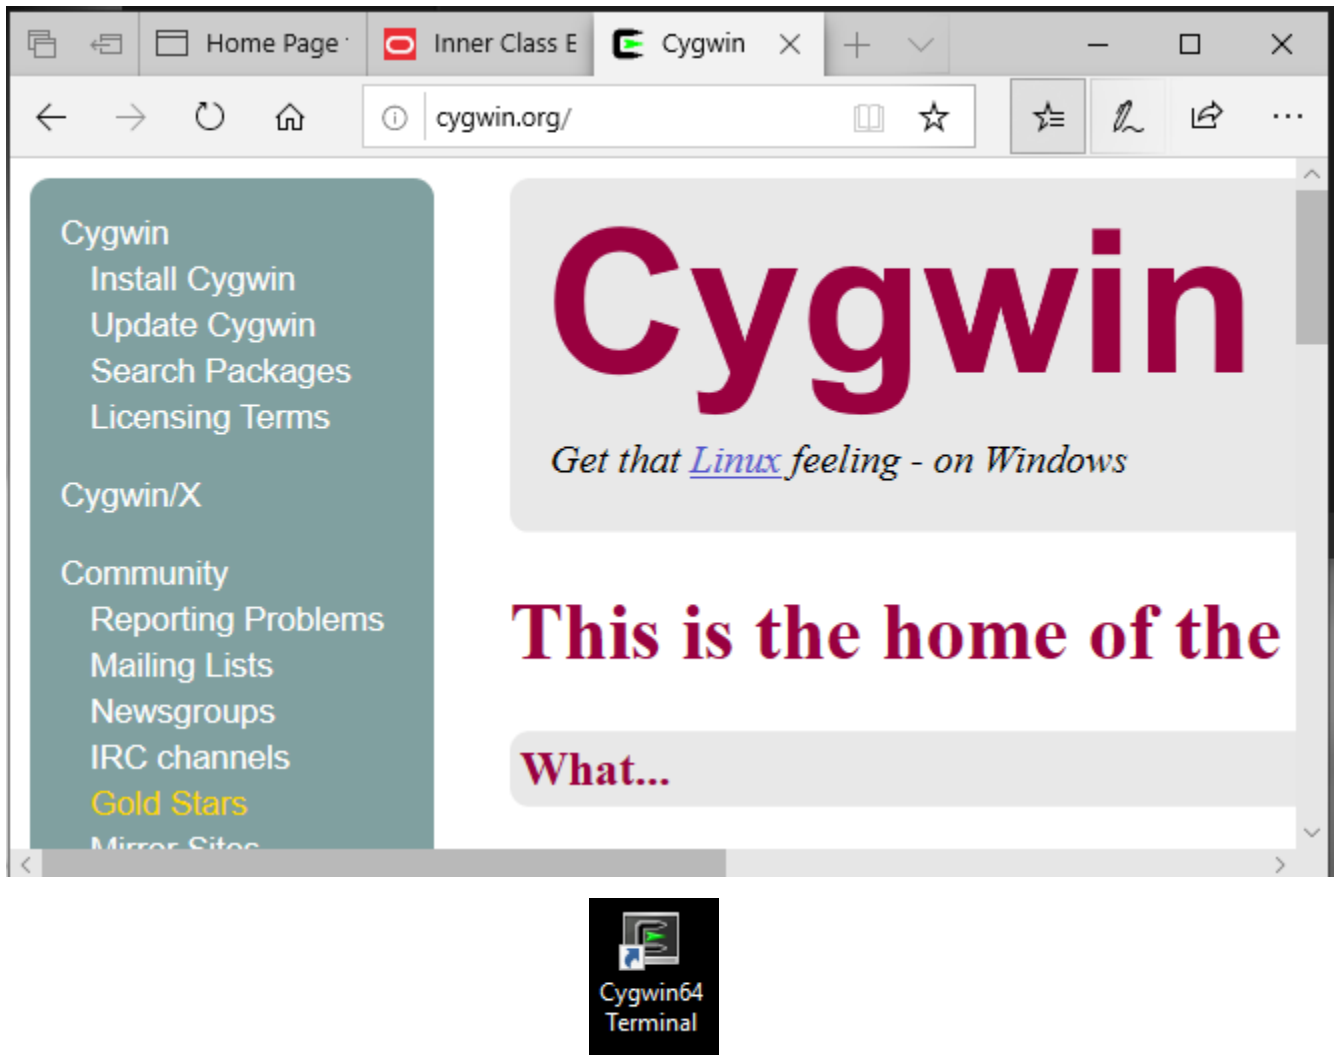 Home Page
Inner Class E
Cygwin
cygwin.org/
Cygwin
Install Cygwin
Update Cygwin
Search Packages
Licensing Terms
Cygwin/X
Community
Reporting Problems
Mailing Lists
Newsgroups
IRC channels
Gold Stars
Mirror Sites
Cygwin
Get that Linux feeling - on Windows
This is the home of the
What...
Cygwin64
Terminal